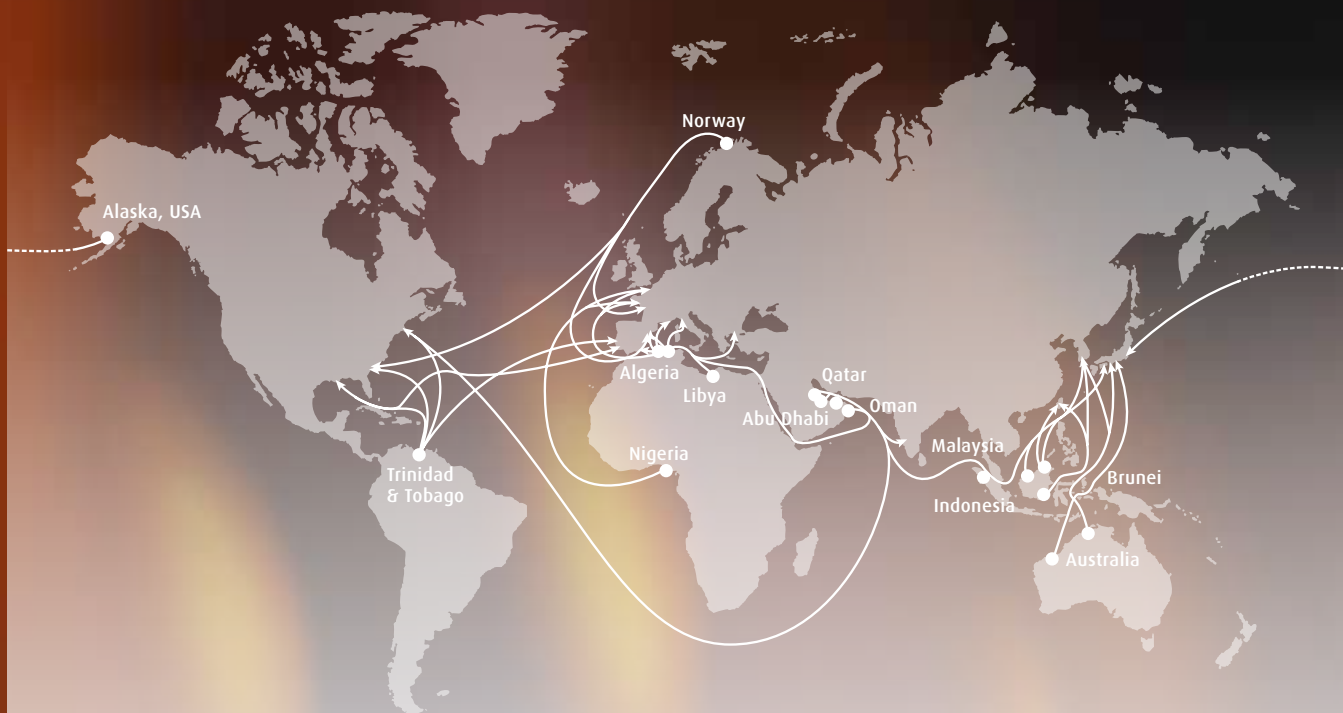 Norway
Alaska, USA
Algeria
Libya
Qatar
Abu Dhabi
Oman
Nigeria
Trinidad
& Tobago
Malaysia
Brunei
Indonesia
Australia